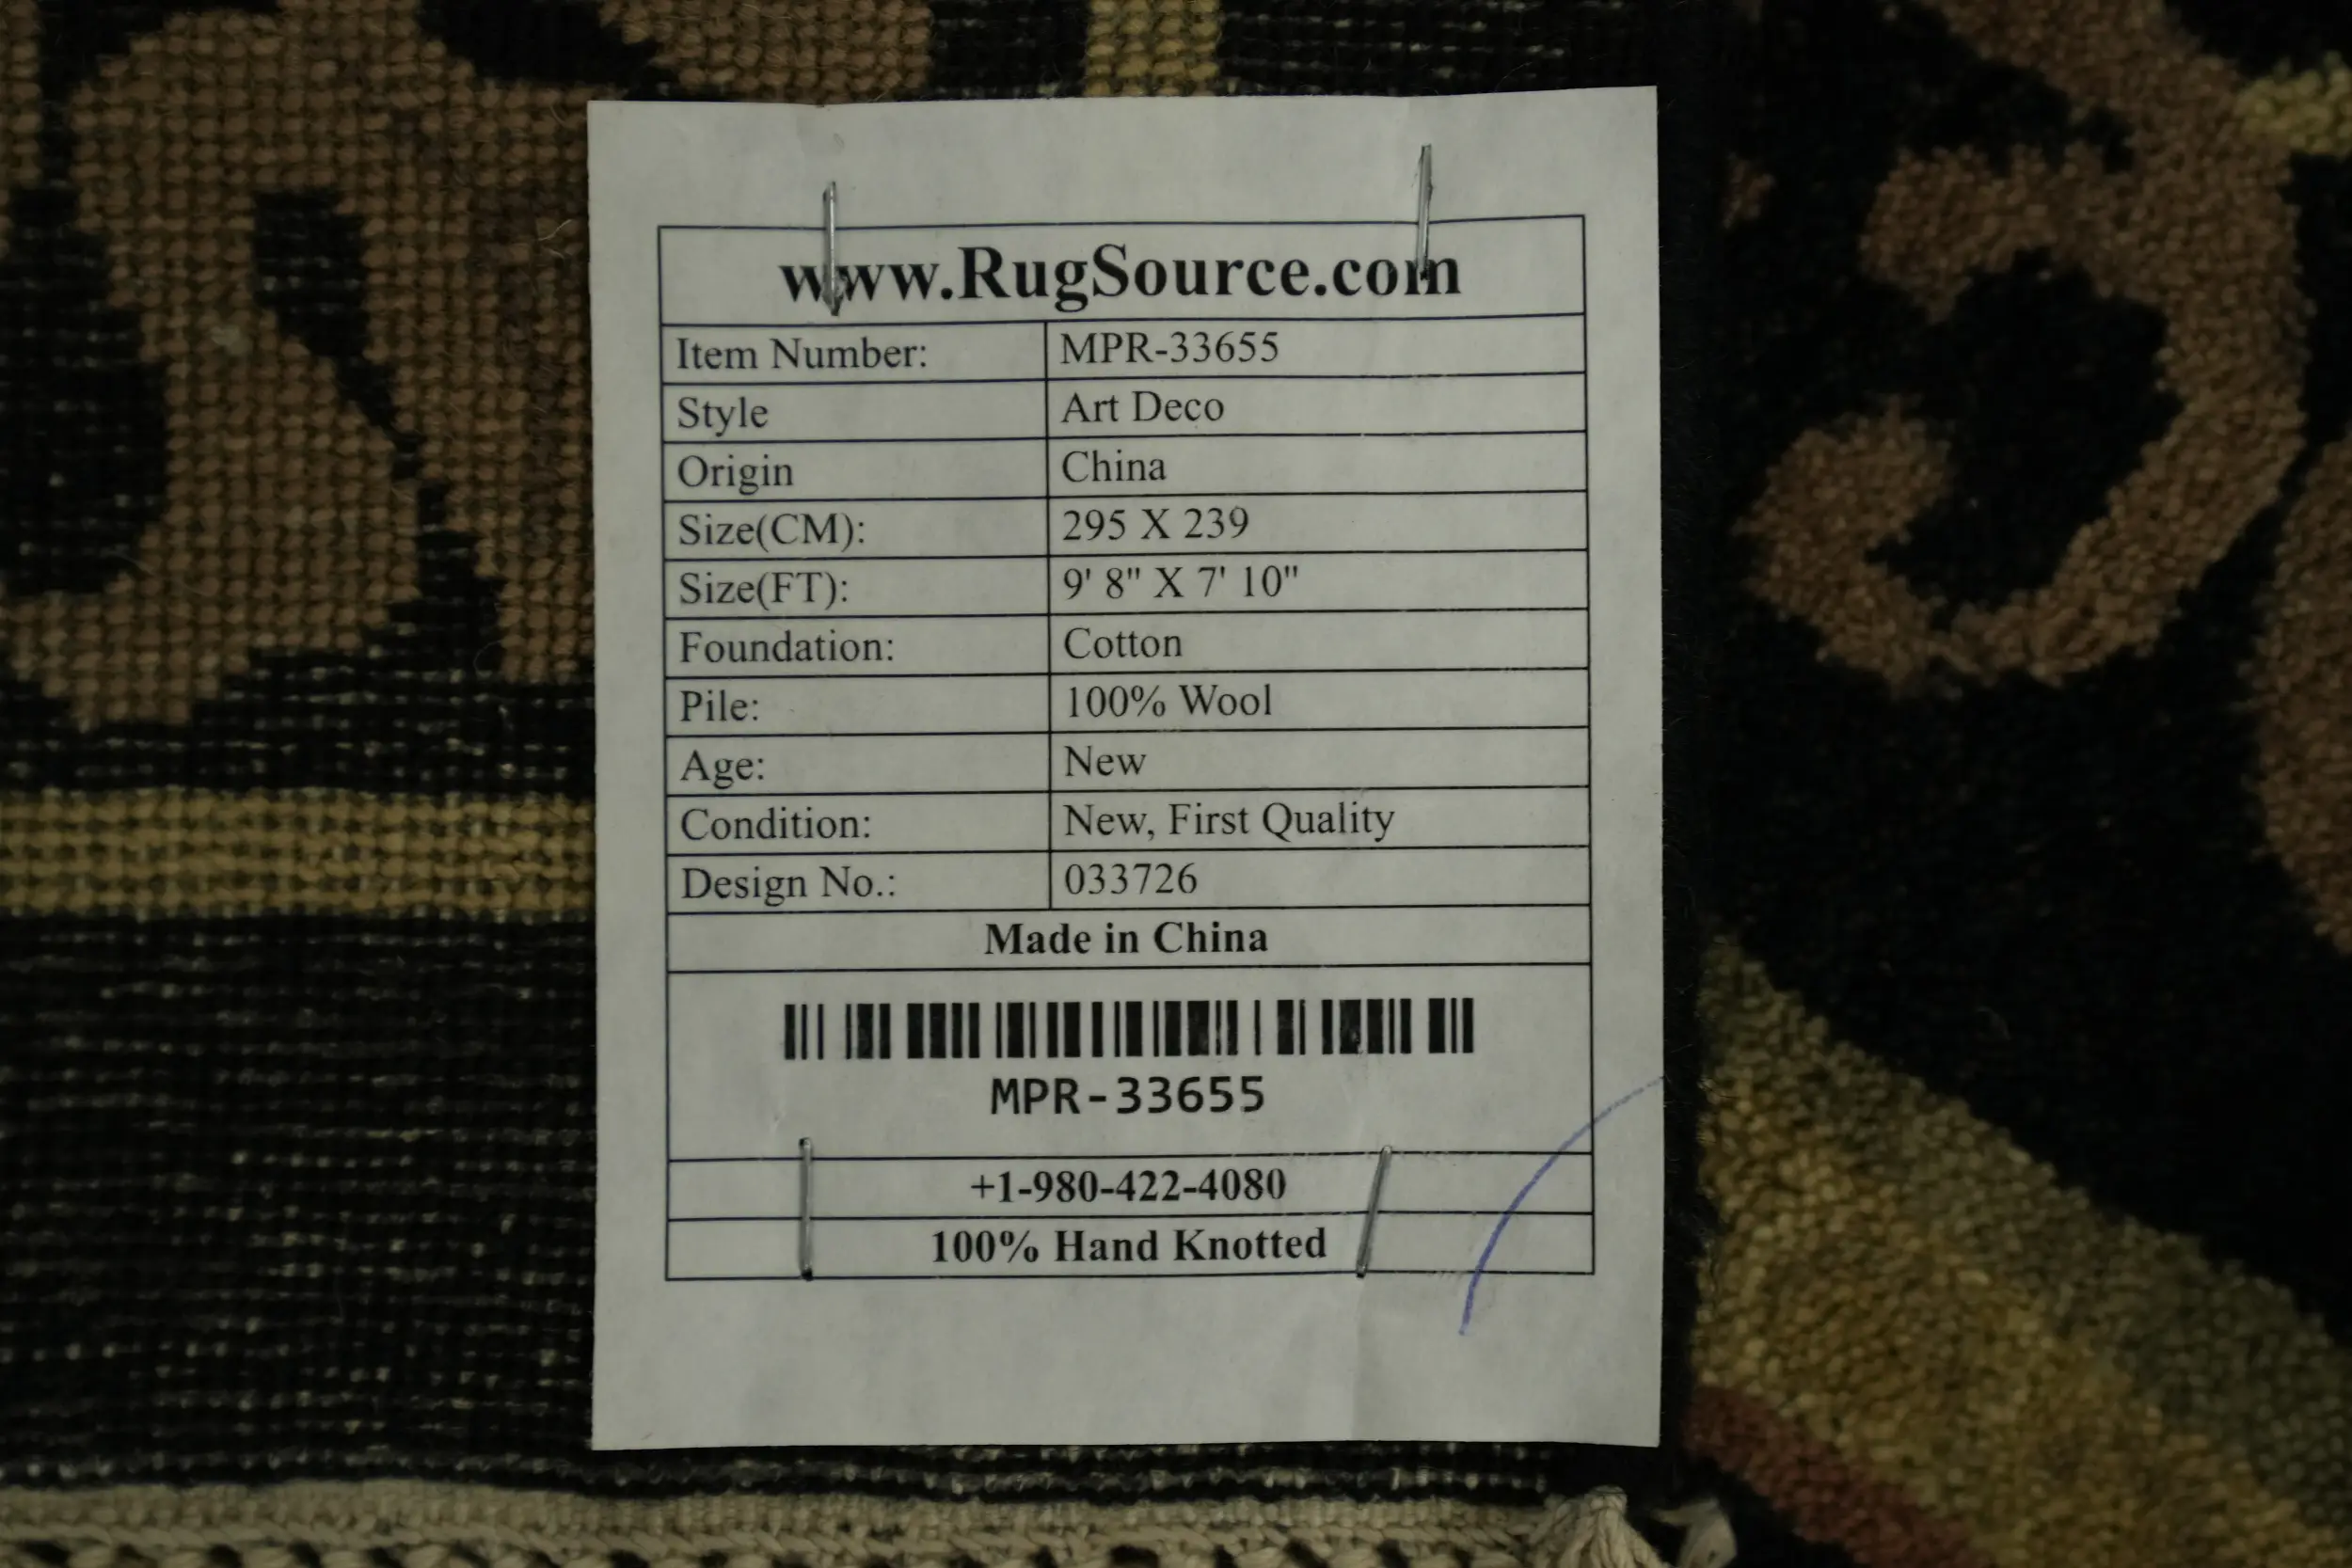 www.RugSource.com
Item Number: MPR-33655
Style Art Deco
Origin China
Size(CM): 295 X 239
Size(FT): 9' 8" X 7' 10"
Foundation: Cotton
Pile: 100% Wool
Age: New
Condition: New, First Quality
Design No.: 033726
Made in China
MPR-33655
+1-980-422-4080
100% Hand Knotted